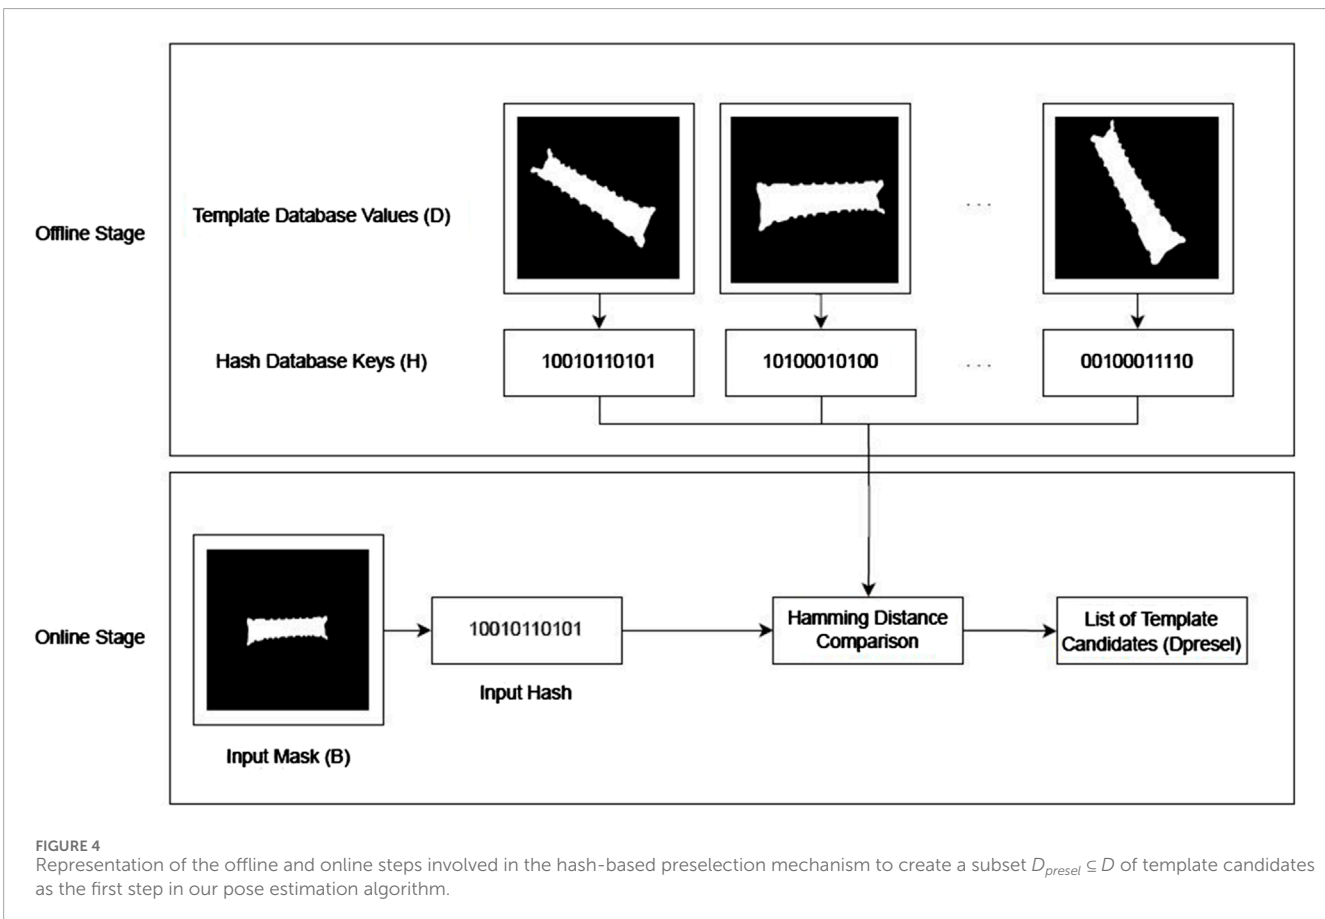 Offline Stage
Template Database Values (D)
. . .
Hash Database Keys (H)
10010110101
10100010100
. . .
00100011110
Online Stage
10010110101
Input Hash
Input Mask (B)
Hamming Distance
Comparison
List of Template
Candidates (Dpresel)
FIGURE 4
Representation of the offline and online steps involved in the hash-based preselection mechanism to create a subset Dpresel ⊆ D of template candidates
as the first step in our pose estimation algorithm.